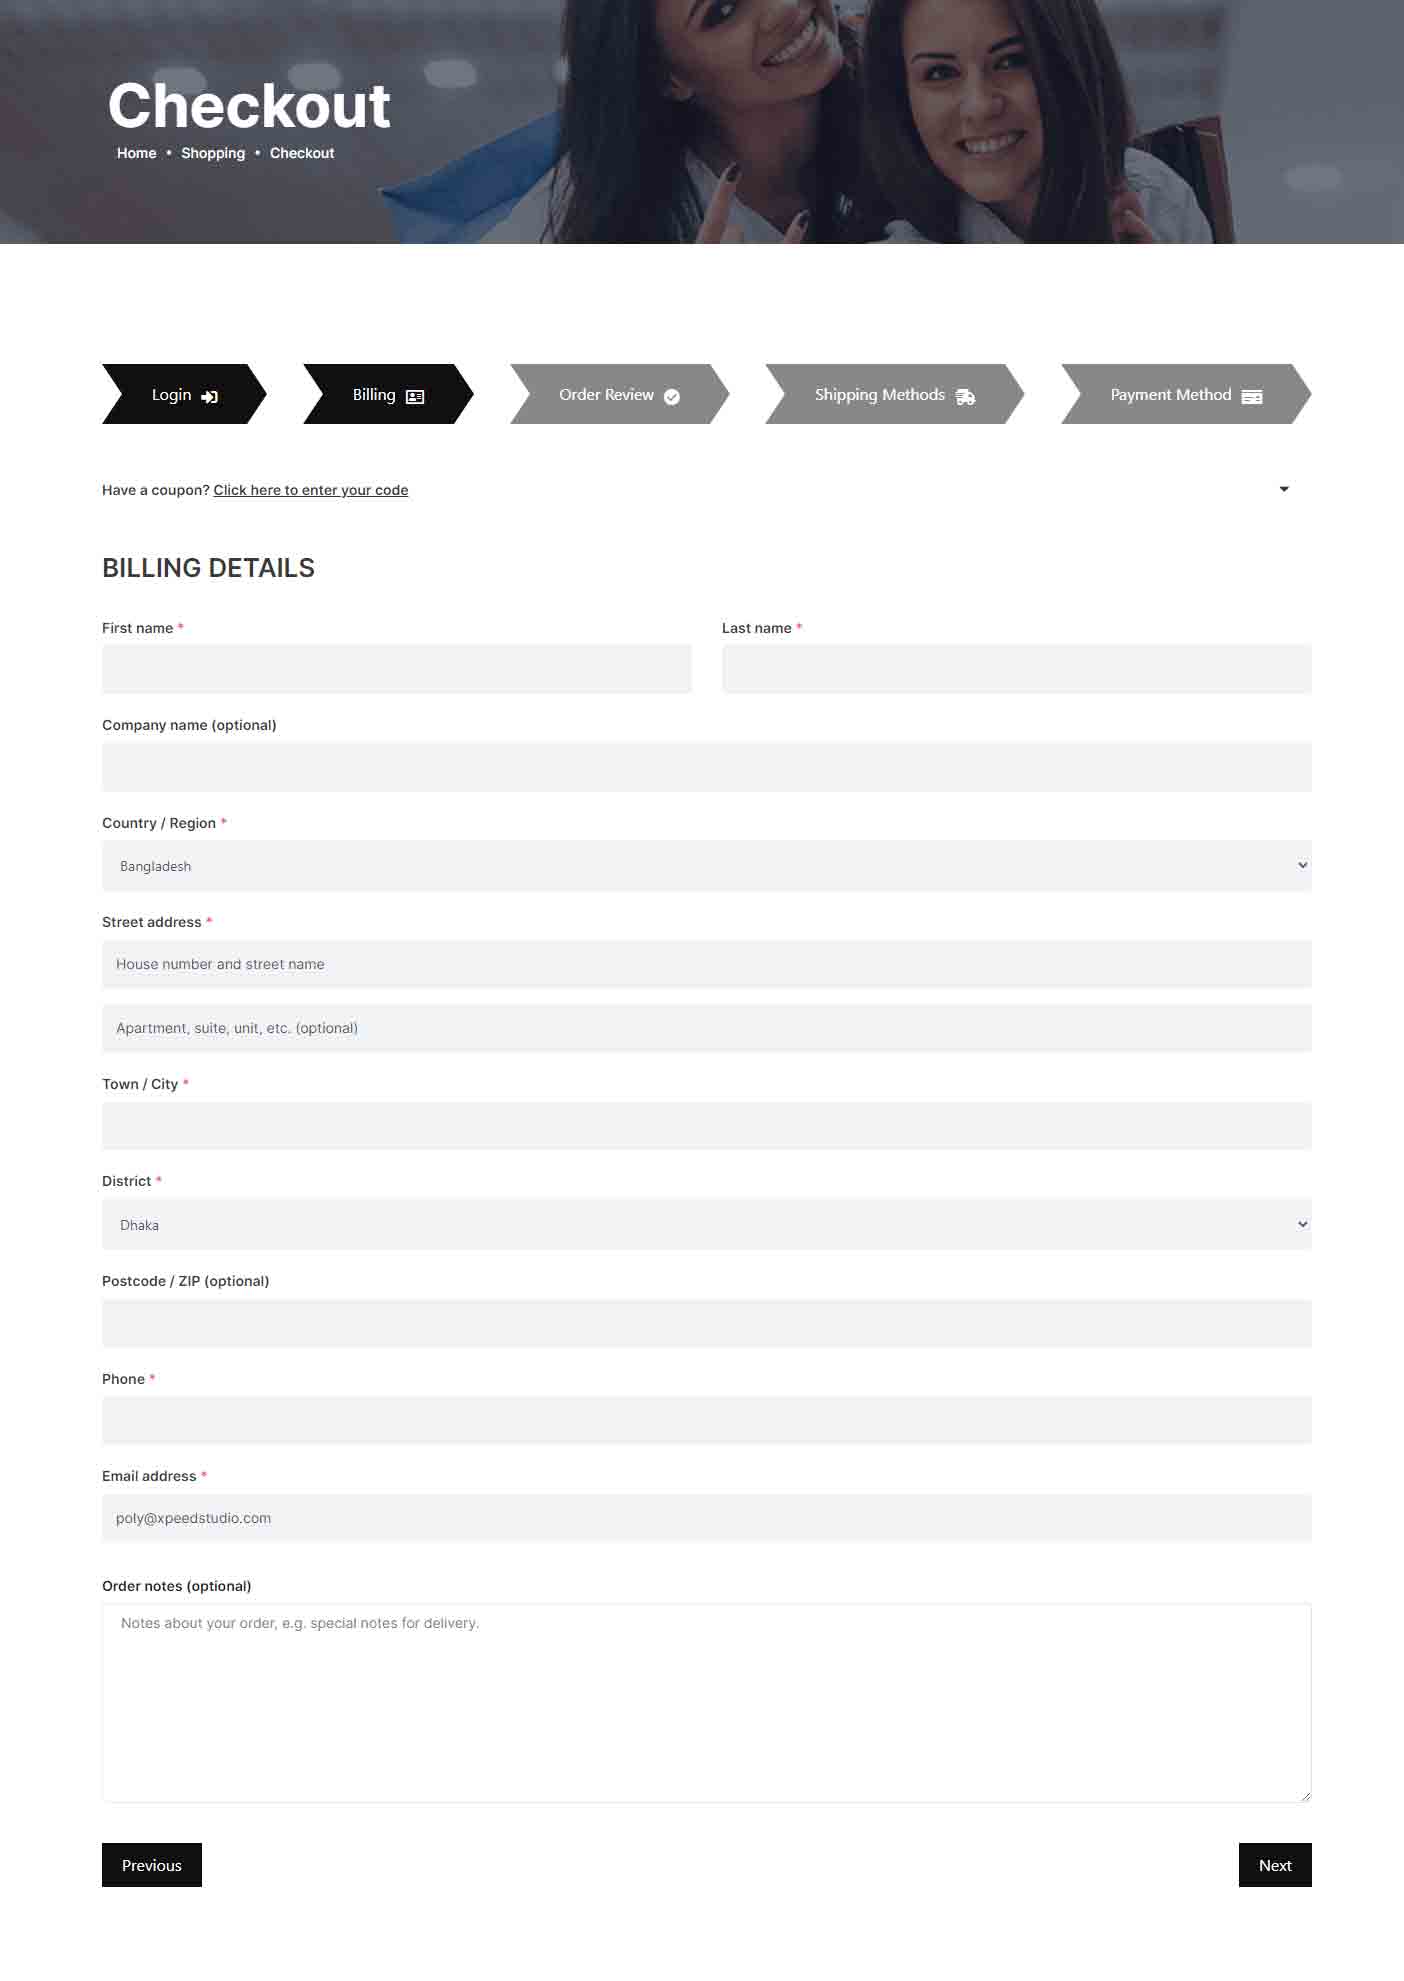 Checkout
Home • Shopping • Checkout
Login
Billing
Order Review
Shipping Methods
Payment Method
Have a coupon? Click here to enter your code
BILLING DETAILS
First name *
Last name *
Company name (optional)
Country / Region *
Bangladesh
Street address *
House number and street name
Apartment, suite, unit, etc. (optional)
Town / City *
District *
Dhaka
Postcode / ZIP (optional)
Phone *
Email address *
poly@xpeedstudio.com
Order notes (optional)
Notes about your order, e.g. special notes for delivery.
Previous
Next